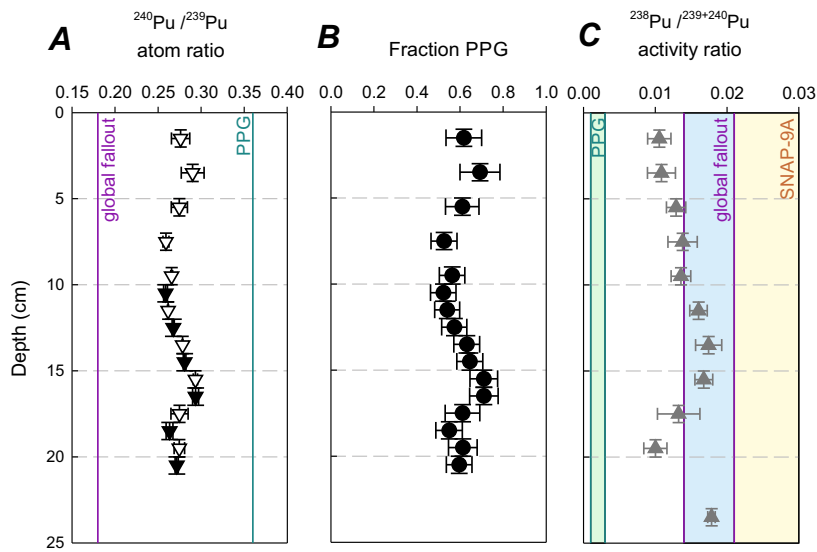 A
²⁴⁰Pu /²³⁹Pu
atom ratio
B
Fraction PPG
C
²³⁸Pu /²³⁹⁺²⁴⁰Pu
activity ratio
0.15 0.20 0.25 0.30 0.35 0.40
0.0 0.2 0.4 0.6 0.8 1.0
0.00 0.01 0.02 0.03
Depth (cm)
0
5
10
15
20
25
global fallout
PPG
PPG
global fallout
SNAP-9A